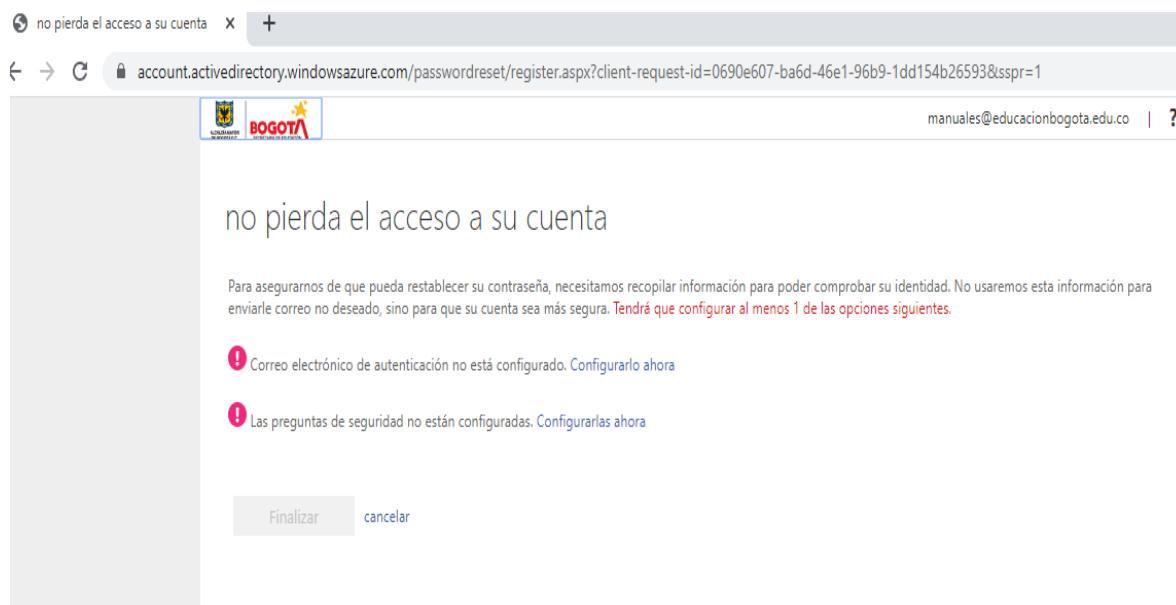 no pierda el acceso a su cuenta
account.activedirectory.windowsazure.com/passwordreset/register.aspx?client-request-id=0690e607-ba6d-46e1-96b9-1dd154b26593&sspr=1
BOGOTÁ
manuales@educacionbogota.edu.co | ?
no pierda el acceso a su cuenta
Para asegurarnos de que pueda restablecer su contraseña, necesitamos recopilar información para poder comprobar su identidad. No usaremos esta información para
enviarle correo no deseado, sino para que su cuenta sea más segura. Tendrá que configurar al menos 1 de las opciones siguientes.
Correo electrónico de autenticación no está configurado. Configurarlo ahora
Las preguntas de seguridad no están configuradas. Configurarlas ahora
Finalizar cancelar